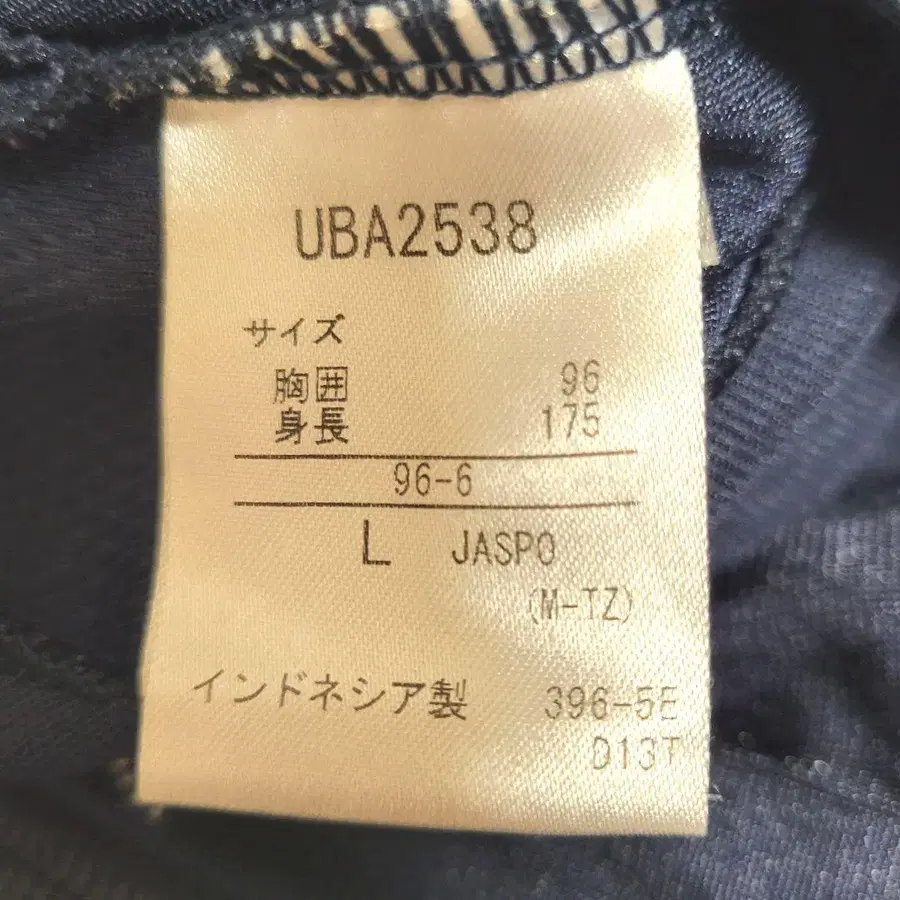 UBA2538
サイズ
胸囲 96
身長 175
96-6
L JASPO
(M-TZ)
インドネシア製 396-5E
D13T